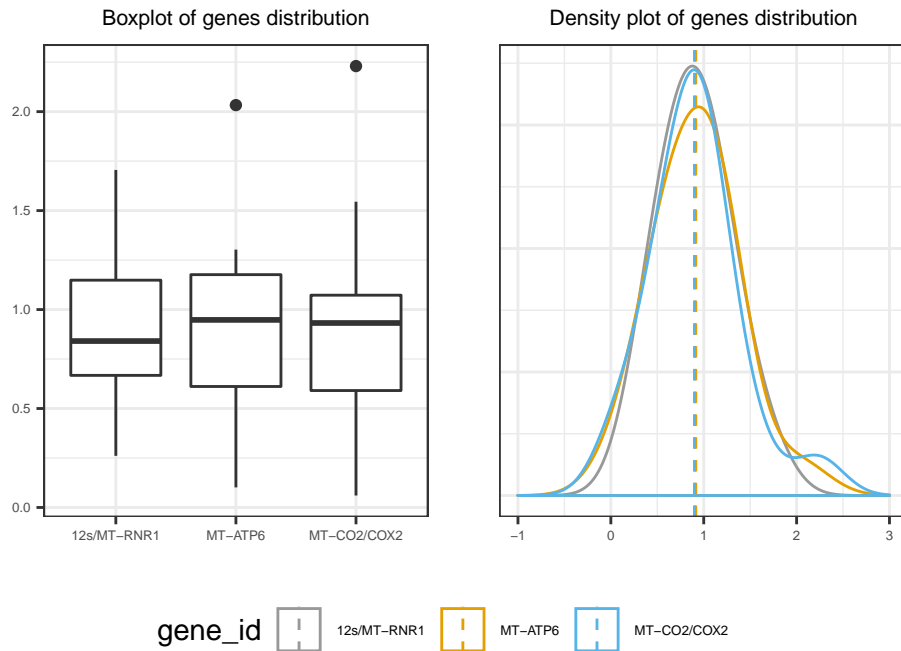 Boxplot of genes distribution
2.0
1.5
1.0
0.5
0.0
12s/MT−RNR1 MT−ATP6 MT−CO2/COX2
Density plot of genes distribution
−1 0 1 2 3
gene_id 12s/MT−RNR1 MT−ATP6 MT−CO2/COX2